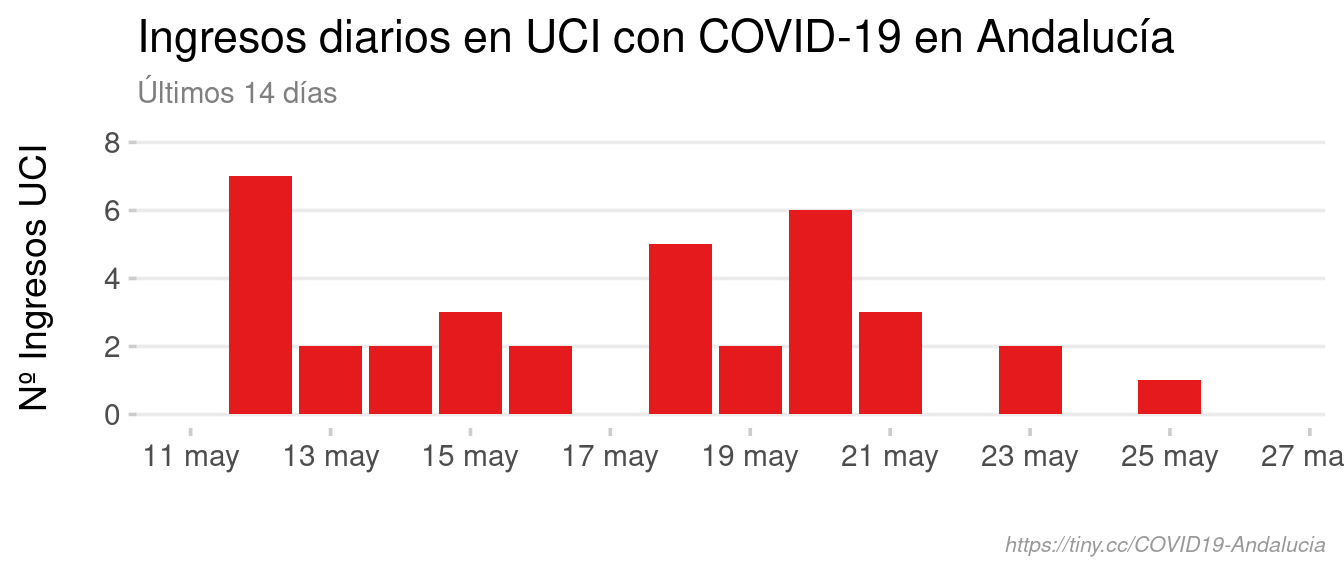 Ingresos diarios en UCI con COVID-19 en Andalucía
Últimos 14 días
Nº Ingresos UCI
8
6
4
2
0
11 may 13 may 15 may 17 may 19 may 21 may 23 may 25 may 27 ma
https://tiny.cc/COVID19-Andalucia